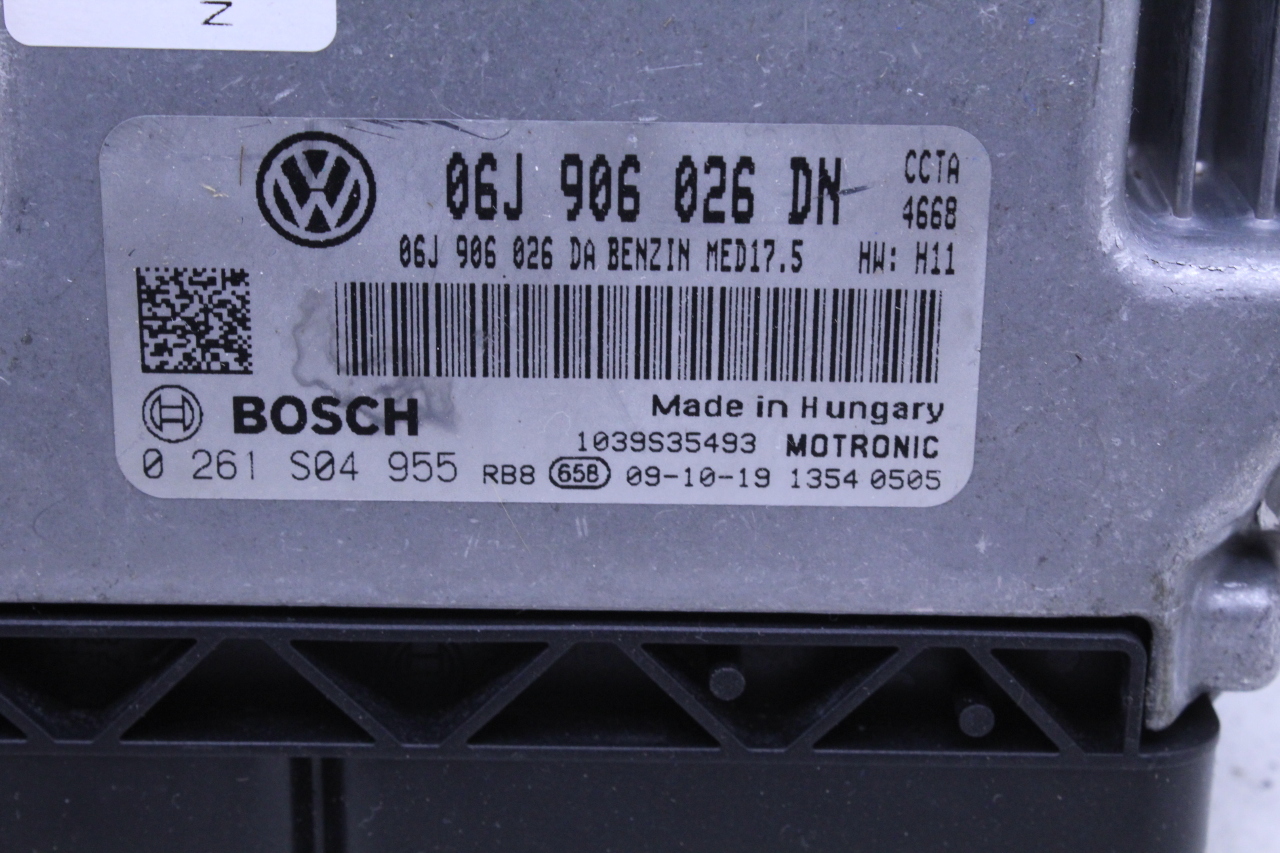 N
06J 906 026 DN
CCTA
4668
06J 906 026 DA BENZIN MED17.5 HW: H11
BOSCH
Made in Hungary
1039S35493 MOTRONIC
0 261 S04 955 RB8 658 09-10-19 1354 0505